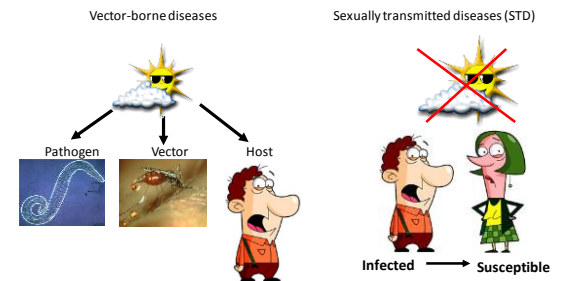 Vector-borne diseases
Sexually transmitted diseases (STD)
Pathogen
Vector
Host
Infected
Susceptible